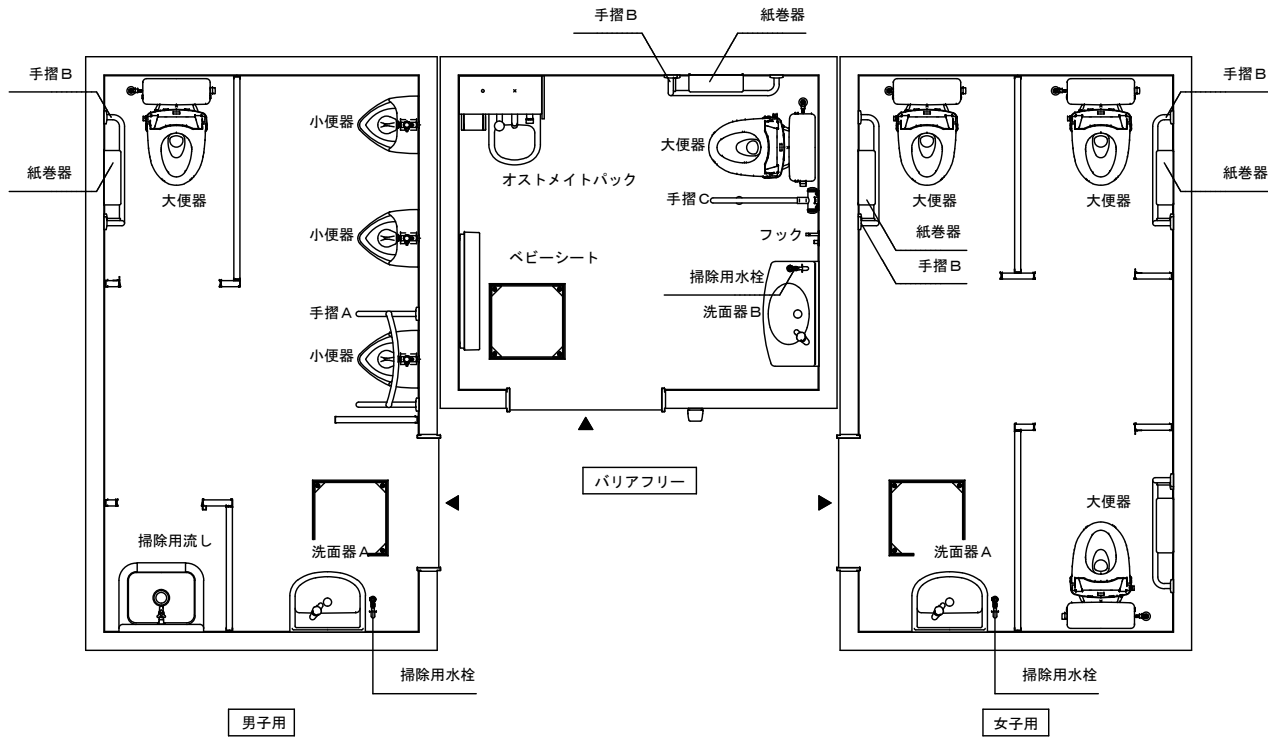 手摺B
紙巻器
手摺B
紙巻器
大便器
小便器
小便器
手摺A
小便器
掃除用流し
洗面器A
掃除用水栓
男子用
オストメイトパック
大便器
手摺C
フック
ベビーシート
掃除用水栓
洗面器B
バリアフリー
手摺B
紙巻器
大便器
大便器
紙巻器
手摺B
大便器
洗面器A
掃除用水栓
女子用